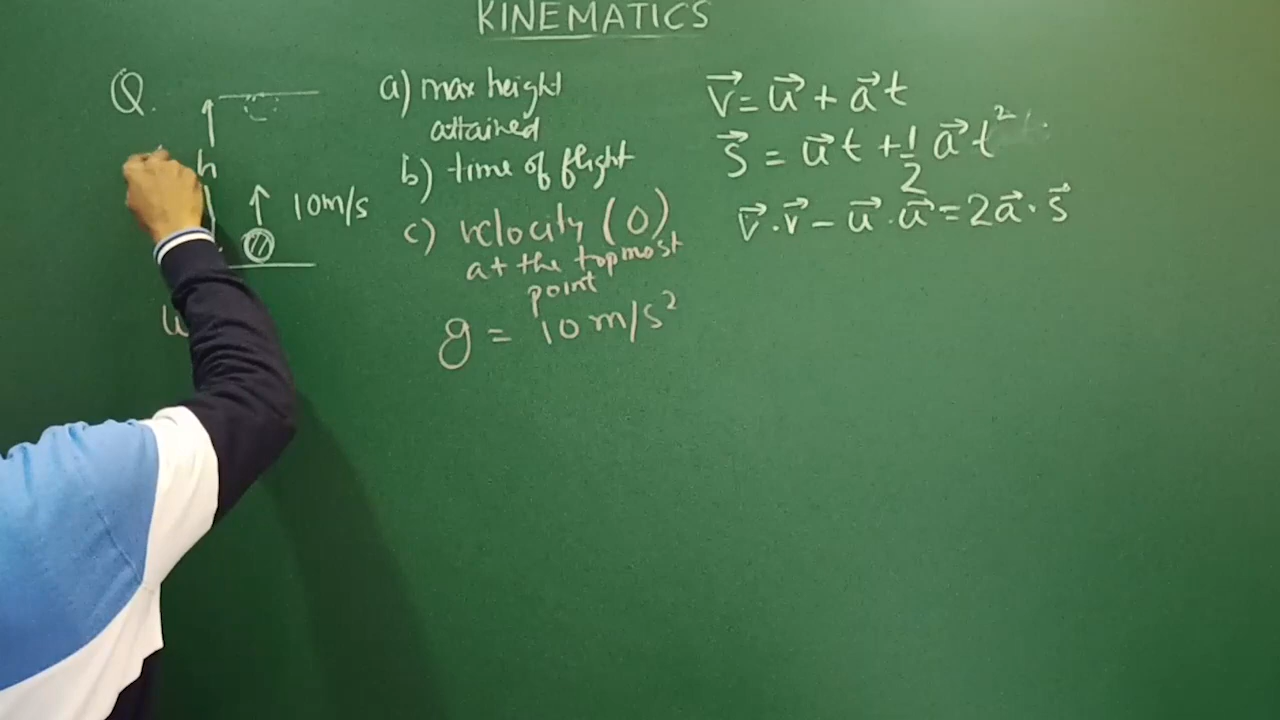 KINEMATICS
Q.
h
10m/s
a) max height
attained
b) time of flight
c) velocity (0)
at the topmost
point
g = 10 m/s²
v⃗ = u⃗ + a⃗ t
s⃗ = u⃗ t + 1/2 a⃗ t²
v⃗ . v⃗ – u⃗ . u⃗ = 2 a⃗ . s⃗